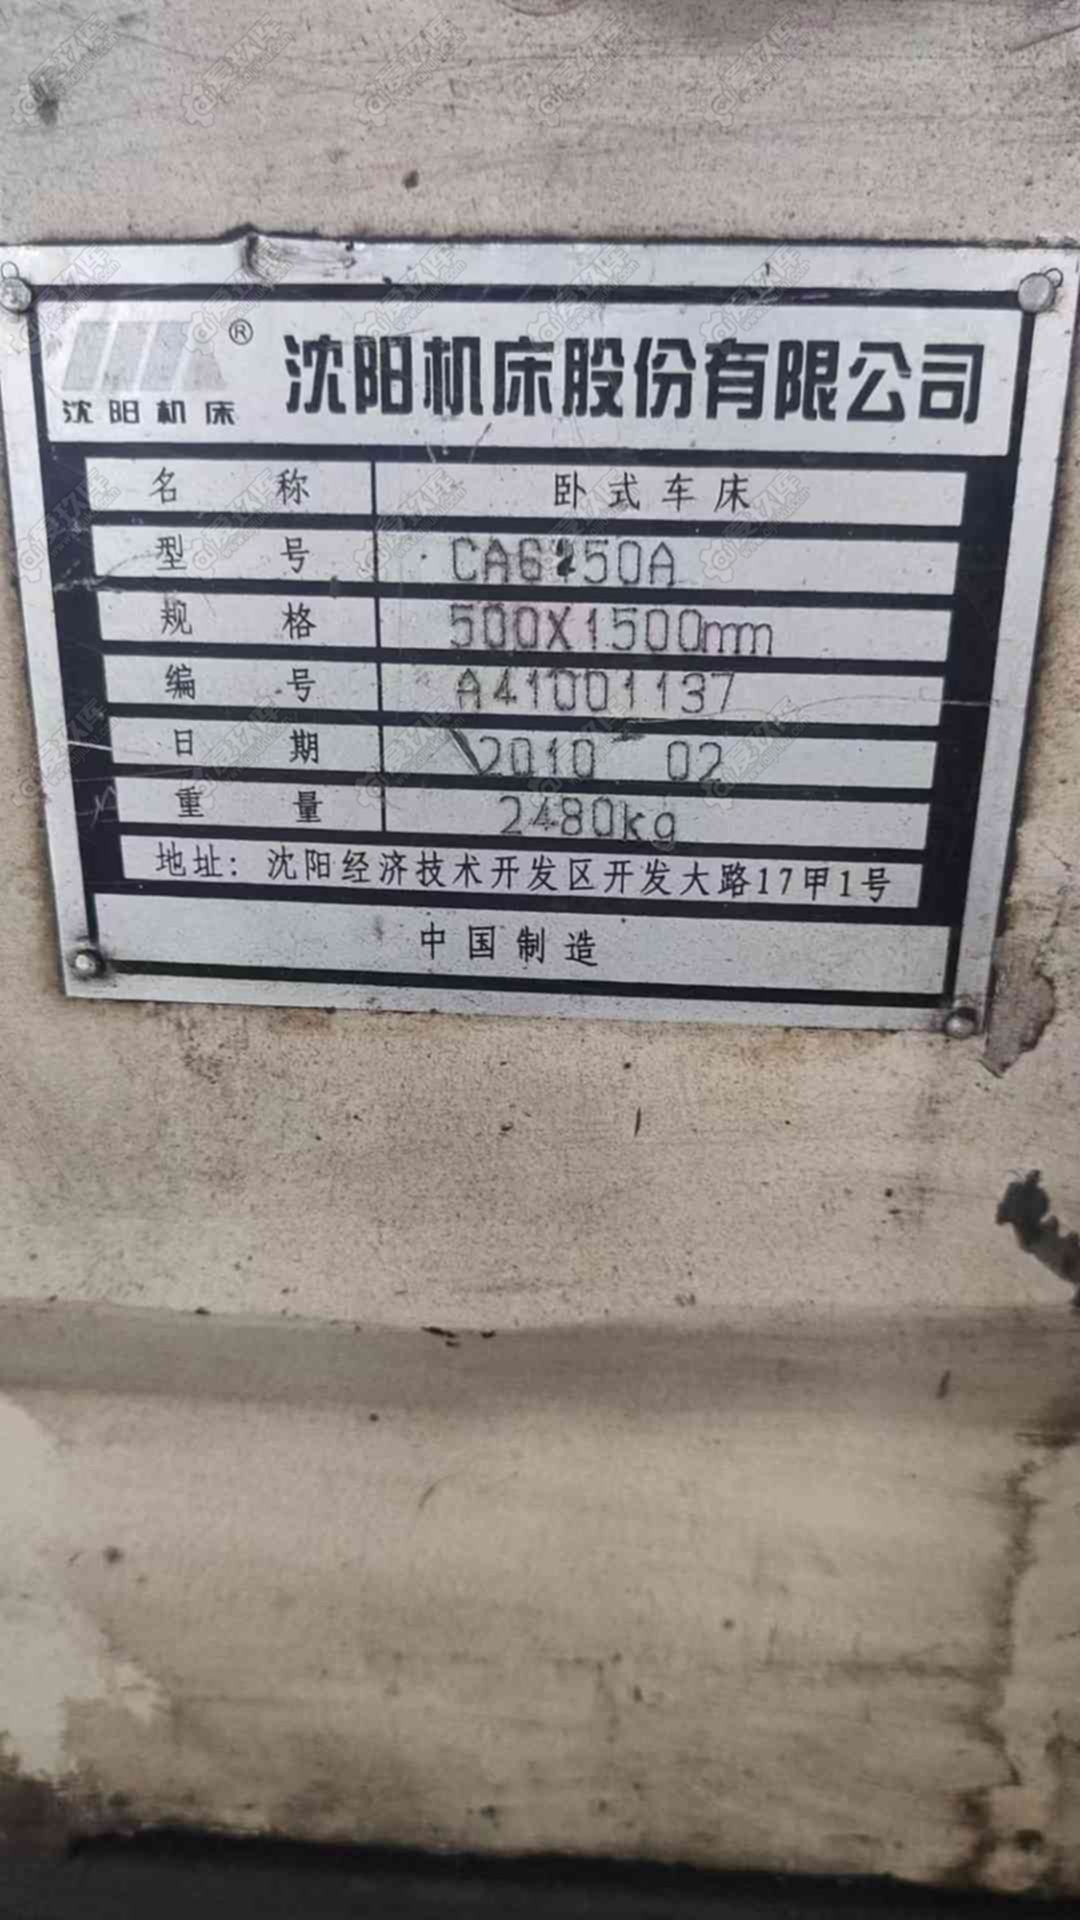 ® 沈阳机床股份有限公司
沈阳机床
名 称 卧式车床
型 号 CA6150A
规 格 500X1500mm
编 号 A41001137
日 期 2010 02
重 量 2480kg
地址：沈阳经济技术开发区开发大路17甲1号
中国制造